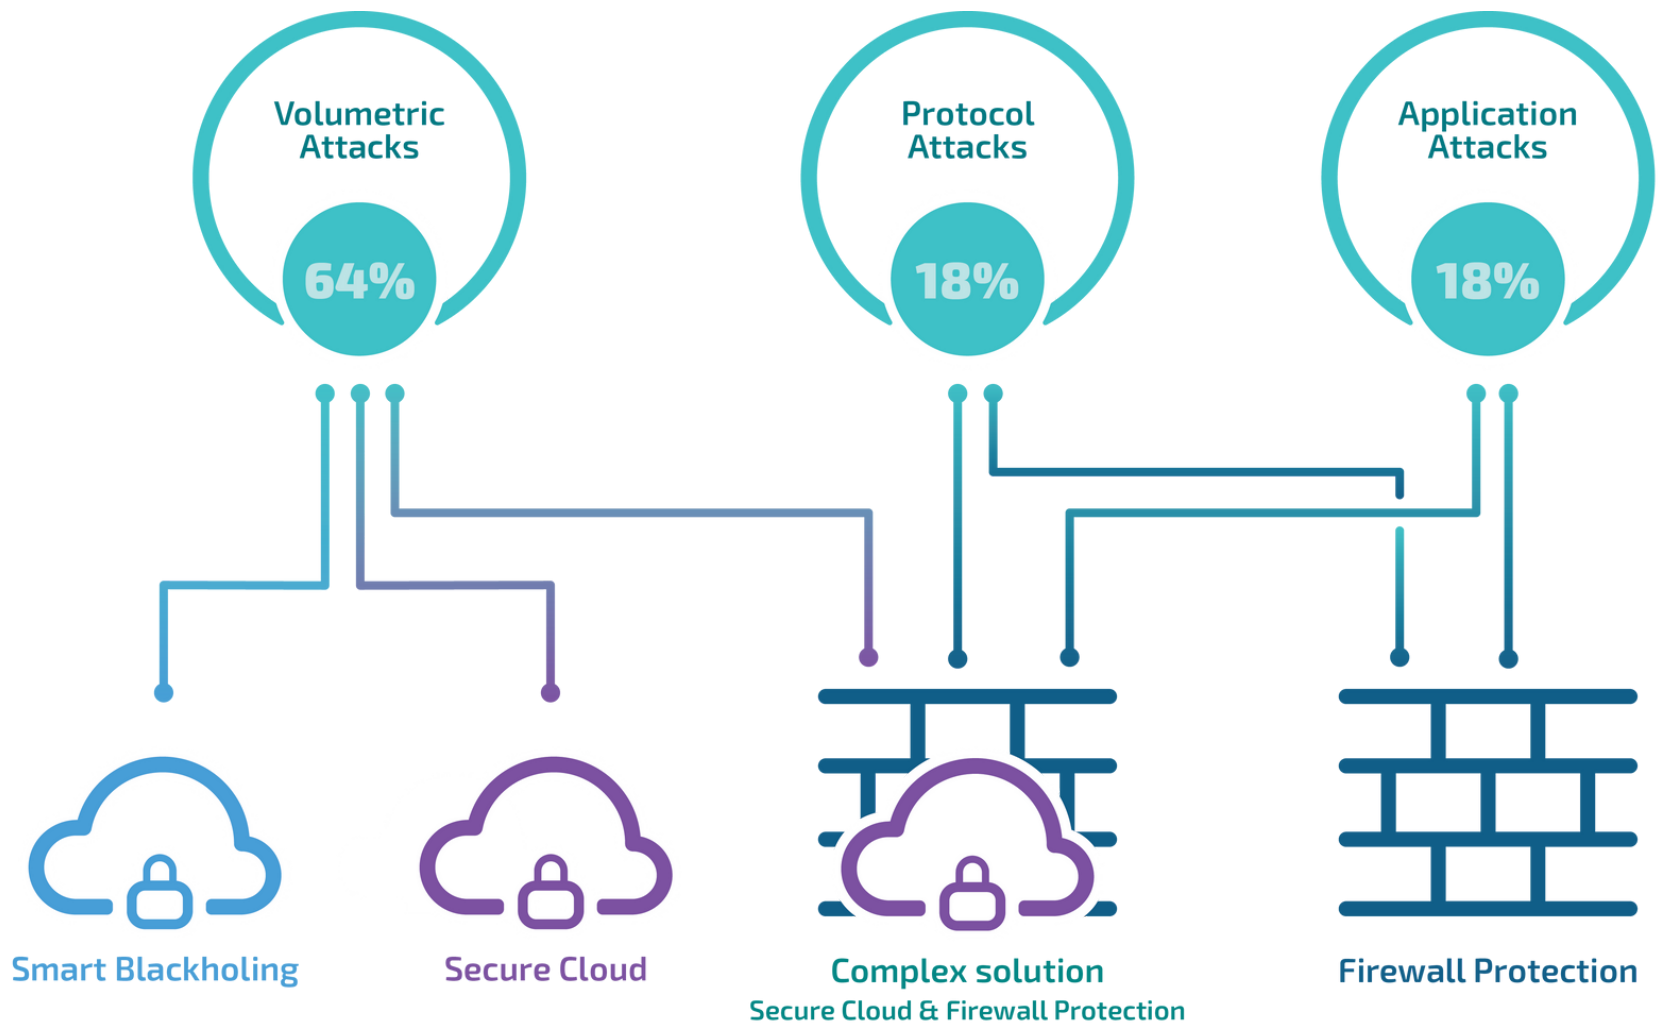 Volumetric
Attacks
64%
Protocol
Attacks
18%
Application
Attacks
18%
Smart Blackholing
Secure Cloud
Complex solution
Secure Cloud & Firewall Protection
Firewall Protection